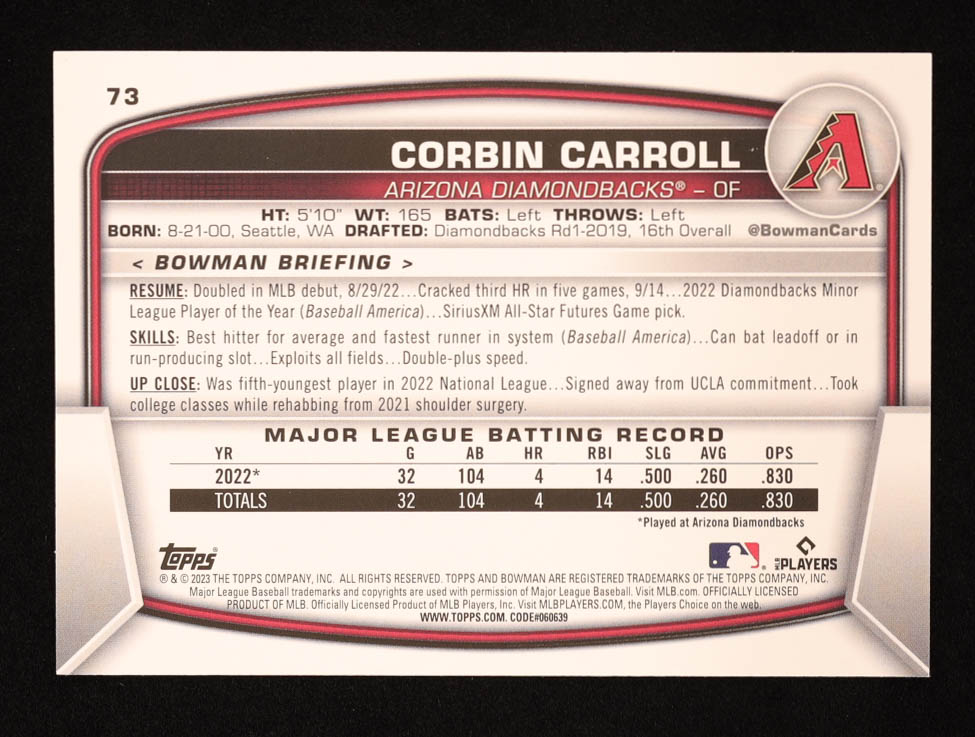 73
CORBIN CARROLL
ARIZONA DIAMONDBACKS® – OF
HT: 5'10" WT: 165 BATS: Left THROWS: Left
BORN: 8-21-00, Seattle, WA DRAFTED: Diamondbacks Rd1-2019, 16th Overall @BowmanCards
< BOWMAN BRIEFING >
RESUME: Doubled in MLB debut, 8/29/22...Cracked third HR in five games, 9/14...2022 Diamondbacks Minor
League Player of the Year (Baseball America)...SiriusXM All-Star Futures Game pick.
SKILLS: Best hitter for average and fastest runner in system (Baseball America)...Can bat leadoff or in
run-producing slot...Exploits all fields...Double-plus speed.
UP CLOSE: Was fifth-youngest player in 2022 National League...Signed away from UCLA commitment...Took
college classes while rehabbing from 2021 shoulder surgery.
MAJOR LEAGUE BATTING RECORD
YR G AB HR RBI SLG AVG OPS
2022* 32 104 4 14 .500 .260 .830
TOTALS 32 104 4 14 .500 .260 .830
*Played at Arizona Diamondbacks
Topps® MLB PLAYERS
® & © 2023 THE TOPPS COMPANY, INC. ALL RIGHTS RESERVED. TOPPS AND BOWMAN ARE REGISTERED TRADEMARKS OF THE TOPPS COMPANY, INC.
Major League Baseball trademarks and copyrights are used with permission of Major League Baseball. Visit MLB.com. OFFICIALLY LICENSED
PRODUCT OF MLB. Officially Licensed Product of MLB Players, Inc. Visit MLBPLAYERS.COM, the Players Choice on the web.
WWW.TOPPS.COM. CODE#060639